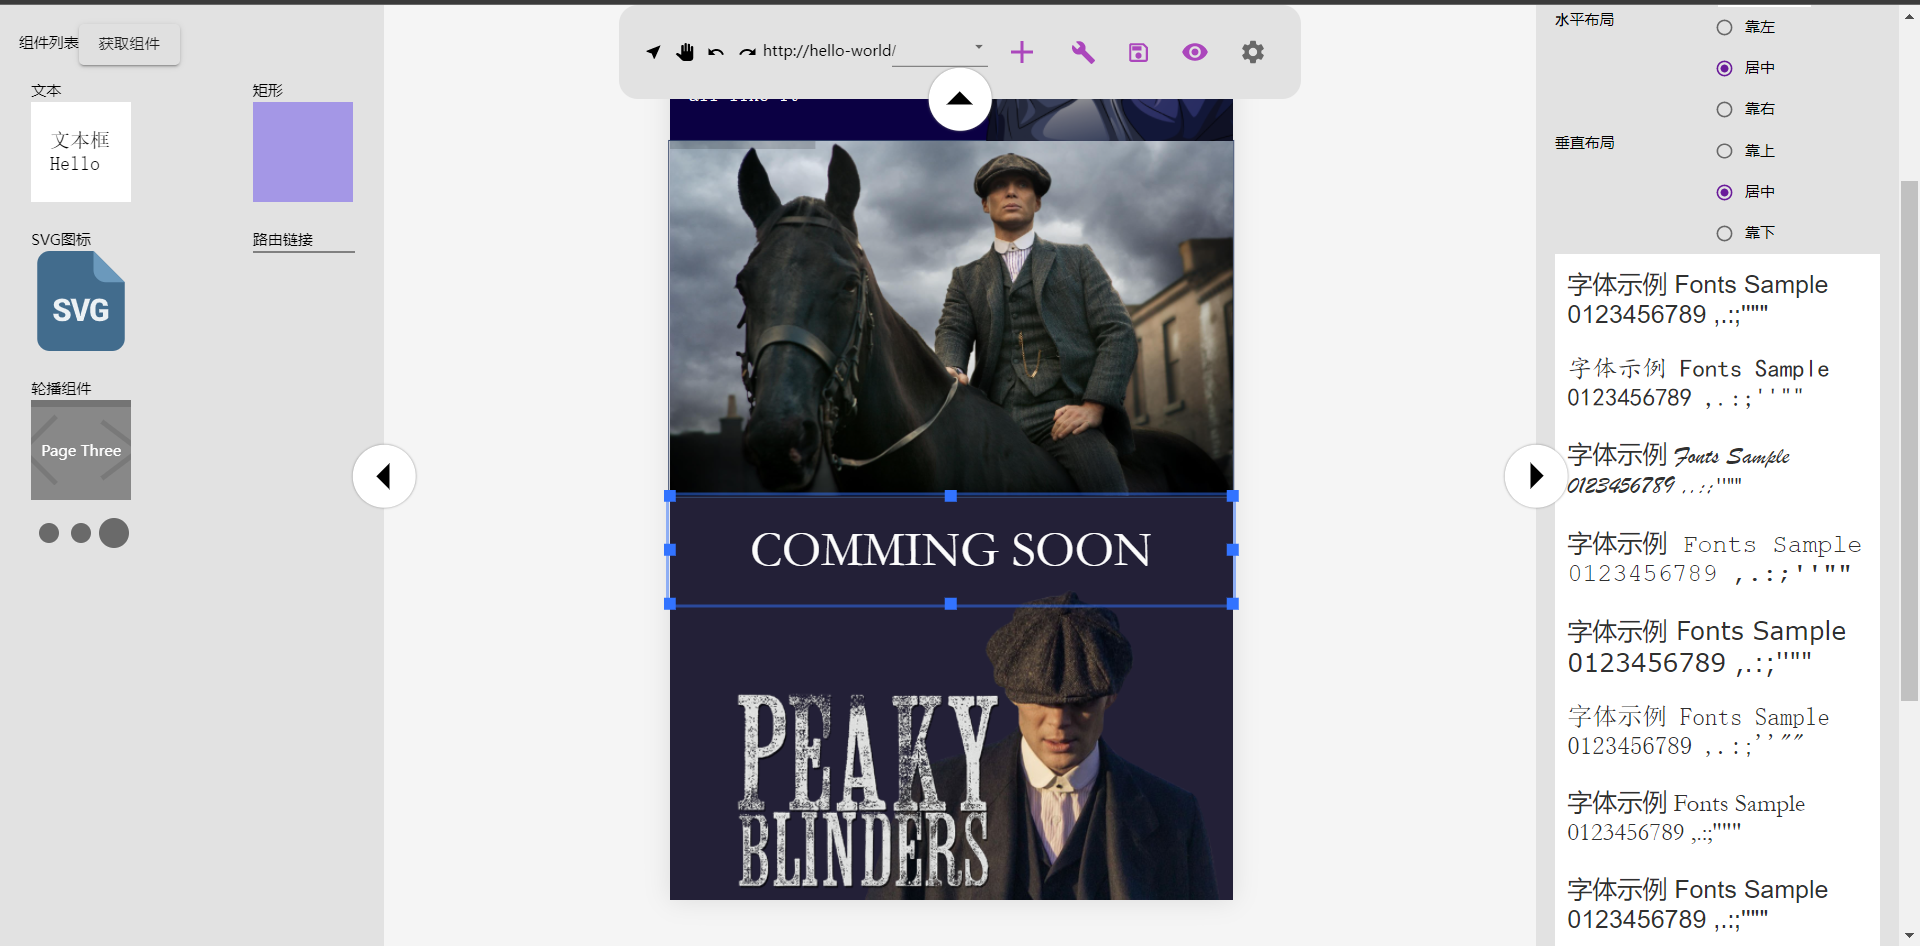 组件列表 获取组件
文本
文本框
Hello
矩形
SVG图标
SVG
路由链接
轮播组件
Page Three
http://hello-world/
all like it
COMMING SOON
PEAKY
BLINDERS
水平布局
靠左
居中
靠右
垂直布局
靠上
居中
靠下
字体示例 Fonts Sample
0123456789 ,.:;''""
字体示例 Fonts Sample
0123456789 ,.:;''""
字体示例 Fonts Sample
0123456789 ,.:;''""
字体示例 Fonts Sample
0123456789 ,.:;''""
字体示例 Fonts Sample
0123456789 ,.:;''""
字体示例 Fonts Sample
0123456789 ,.:;''""
字体示例 Fonts Sample
0123456789 ,.:;''""
字体示例 Fonts Sample
0123456789 ,.:;''""